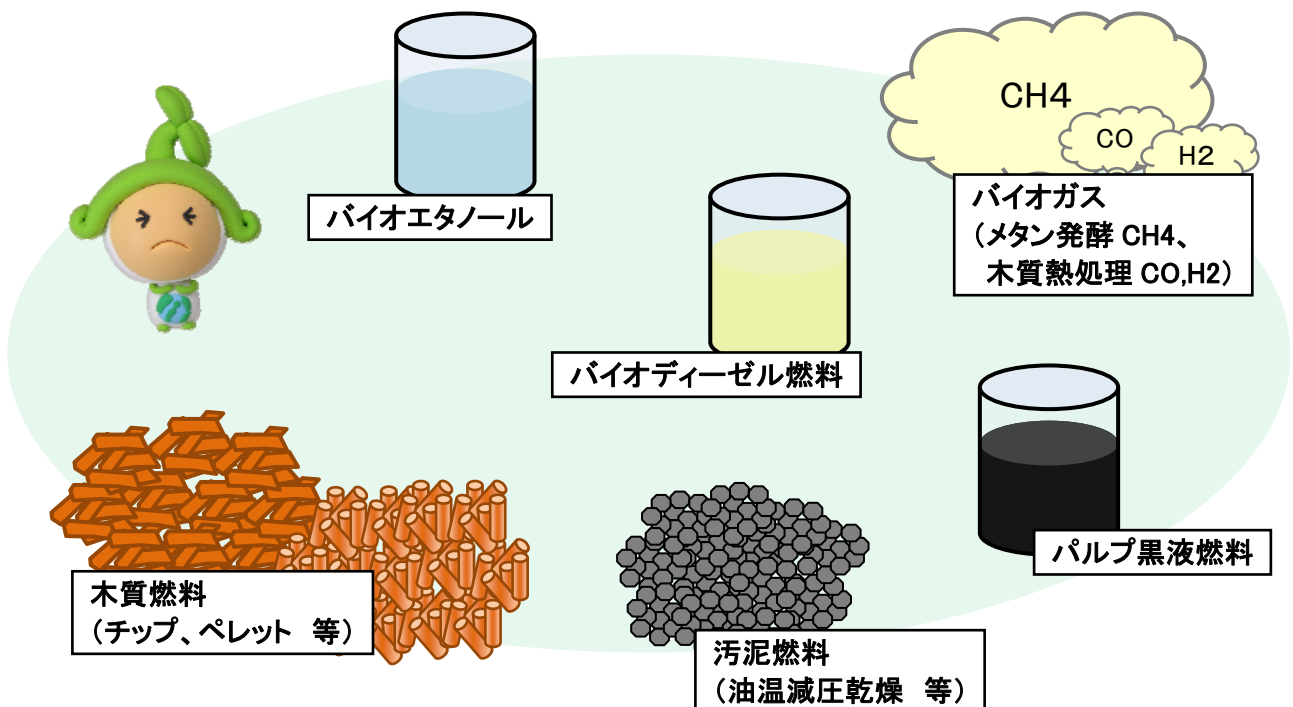 CH4
CO
H2
バイオエタノール
バイオガス
（メタン発酵 CH4、
木質熱処理 CO,H2）
バイオディーゼル燃料
パルプ黒液燃料
木質燃料
（チップ、ペレット　等）
汚泥燃料
（油温減圧乾燥　等）